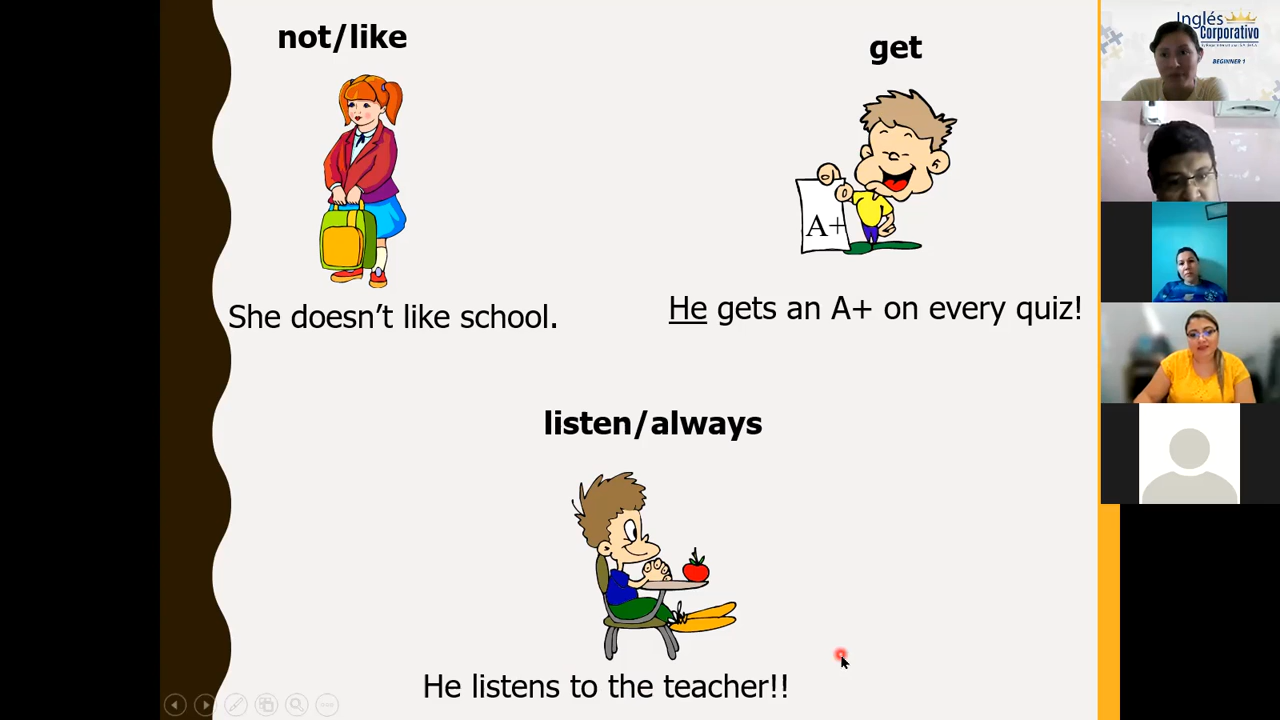 not/like
get
A+
She doesn't like school.
He gets an A+ on every quiz!
listen/always
He listens to the teacher!!
Inglés
Corporativo
BEGINNER 1